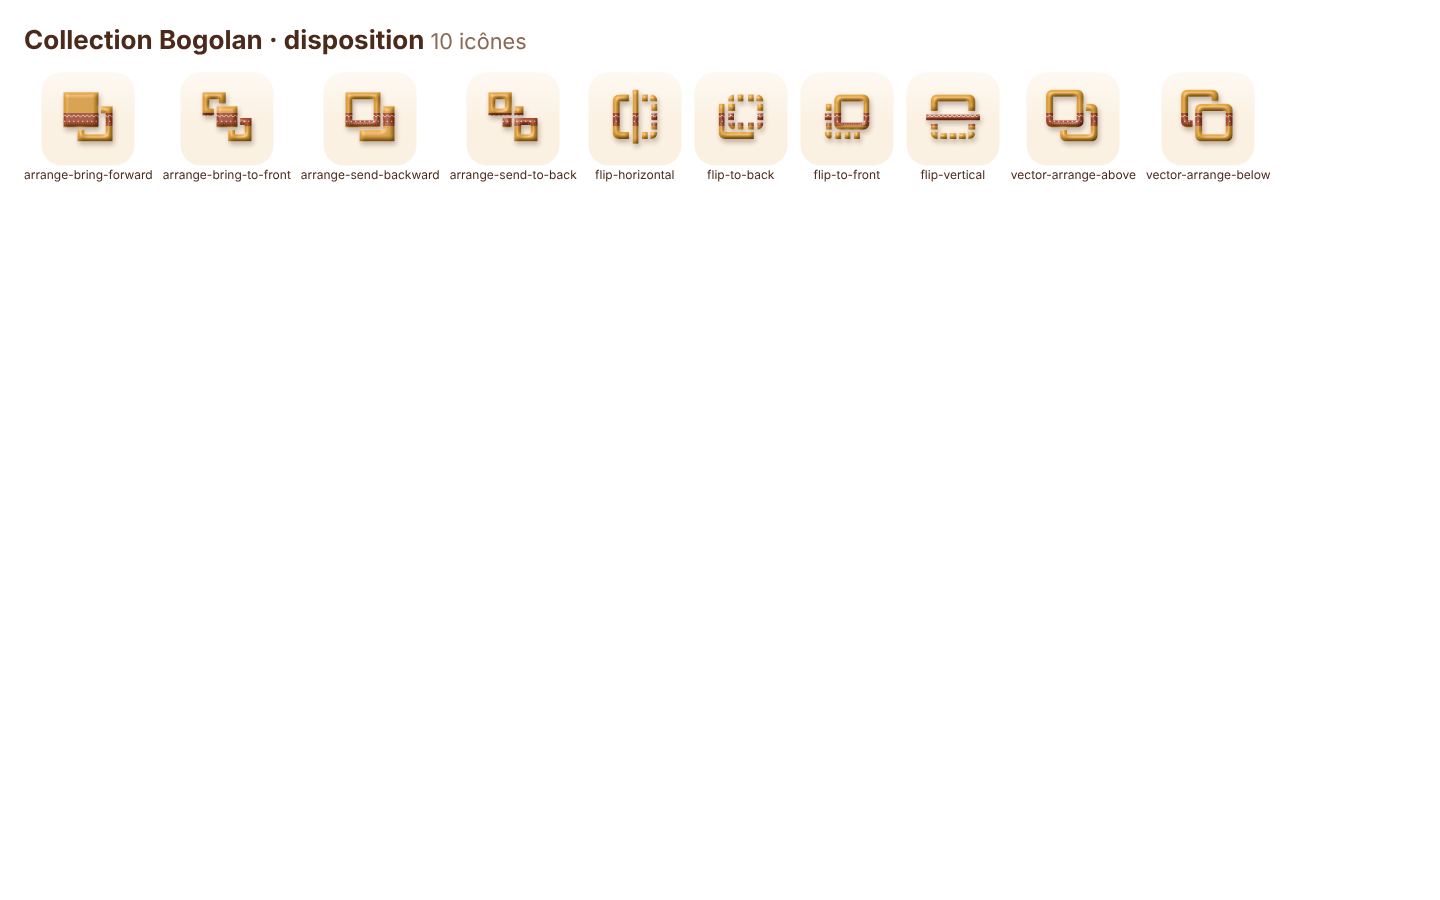 Collection Bogolan · disposition 10 icônes
arrange-bring-forward arrange-bring-to-front arrange-send-backward arrange-send-to-back flip-horizontal flip-to-back flip-to-front flip-vertical vector-arrange-above vector-arrange-below